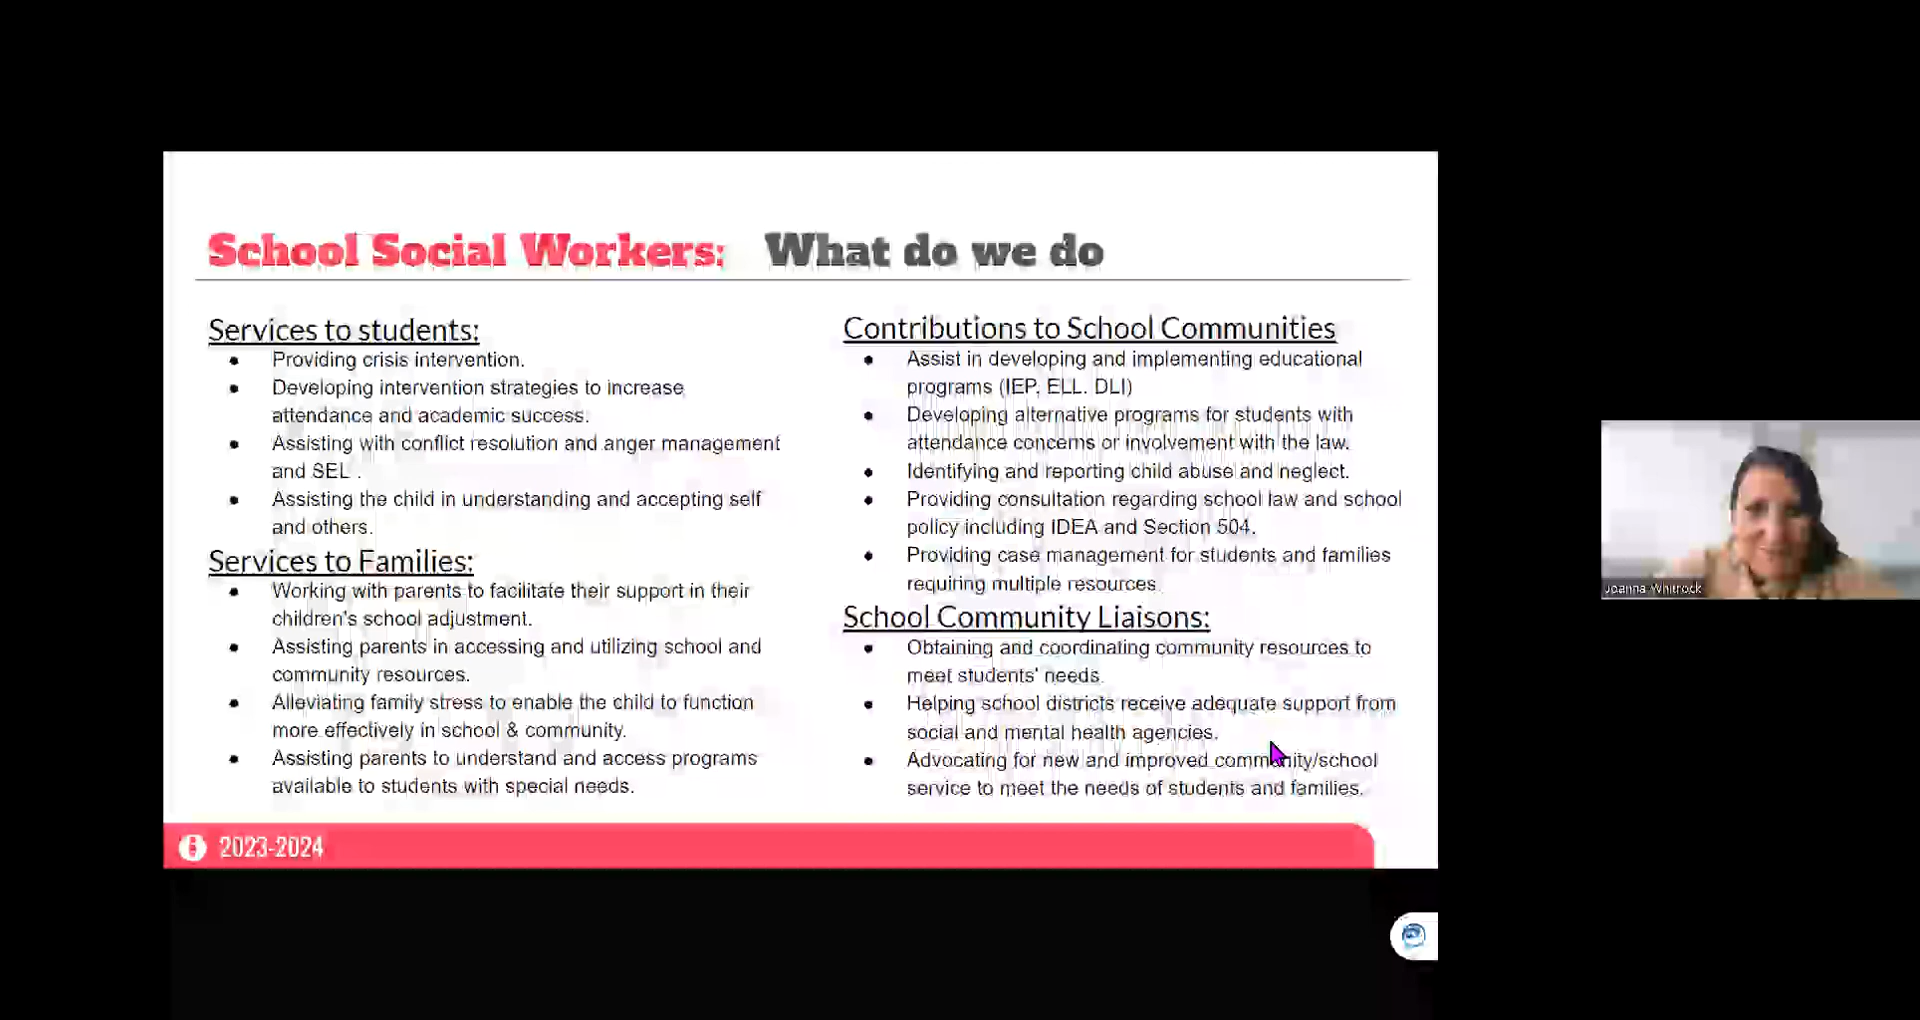 School Social Workers: What do we do
Services to students:
● Providing crisis intervention.
● Developing intervention strategies to increase
attendance and academic success.
● Assisting with conflict resolution and anger management
and SEL .
● Assisting the child in understanding and accepting self
and others.
Services to Families:
● Working with parents to facilitate their support in their
children's school adjustment.
● Assisting parents in accessing and utilizing school and
community resources.
● Alleviating family stress to enable the child to function
more effectively in school & community.
● Assisting parents to understand and access programs
available to students with special needs.
Contributions to School Communities
● Assist in developing and implementing educational
programs (IEP, ELL. DLI)
● Developing alternative programs for students with
attendance concerns or involvement with the law.
● Identifying and reporting child abuse and neglect.
● Providing consultation regarding school law and school
policy including IDEA and Section 504.
● Providing case management for students and families
requiring multiple resources.
School Community Liaisons:
● Obtaining and coordinating community resources to
meet students' needs.
● Helping school districts receive adequate support from
social and mental health agencies.
● Advocating for new and improved community/school
service to meet the needs of students and families.
2023-2024
Joanna Whitrock